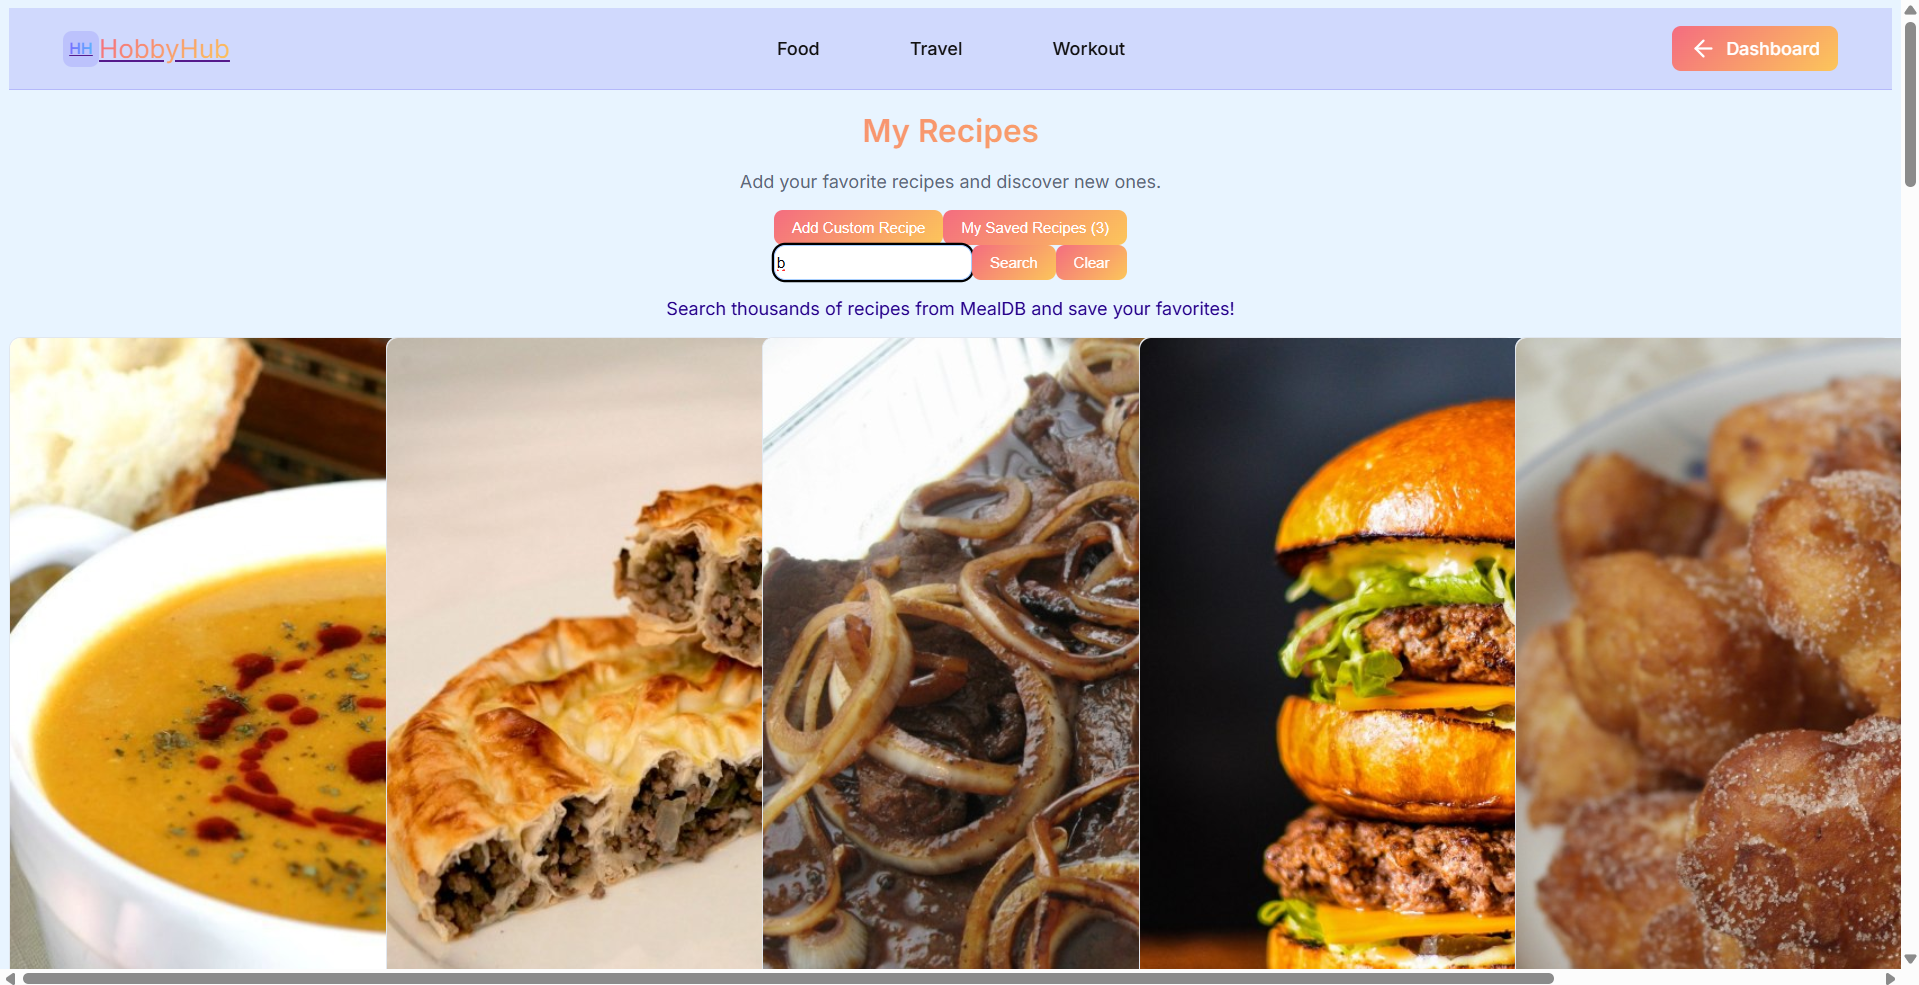 HH HobbyHub
Food Travel Workout
Dashboard
My Recipes
Add your favorite recipes and discover new ones.
Add Custom Recipe My Saved Recipes (3)
b Search Clear
Search thousands of recipes from MealDB and save your favorites!